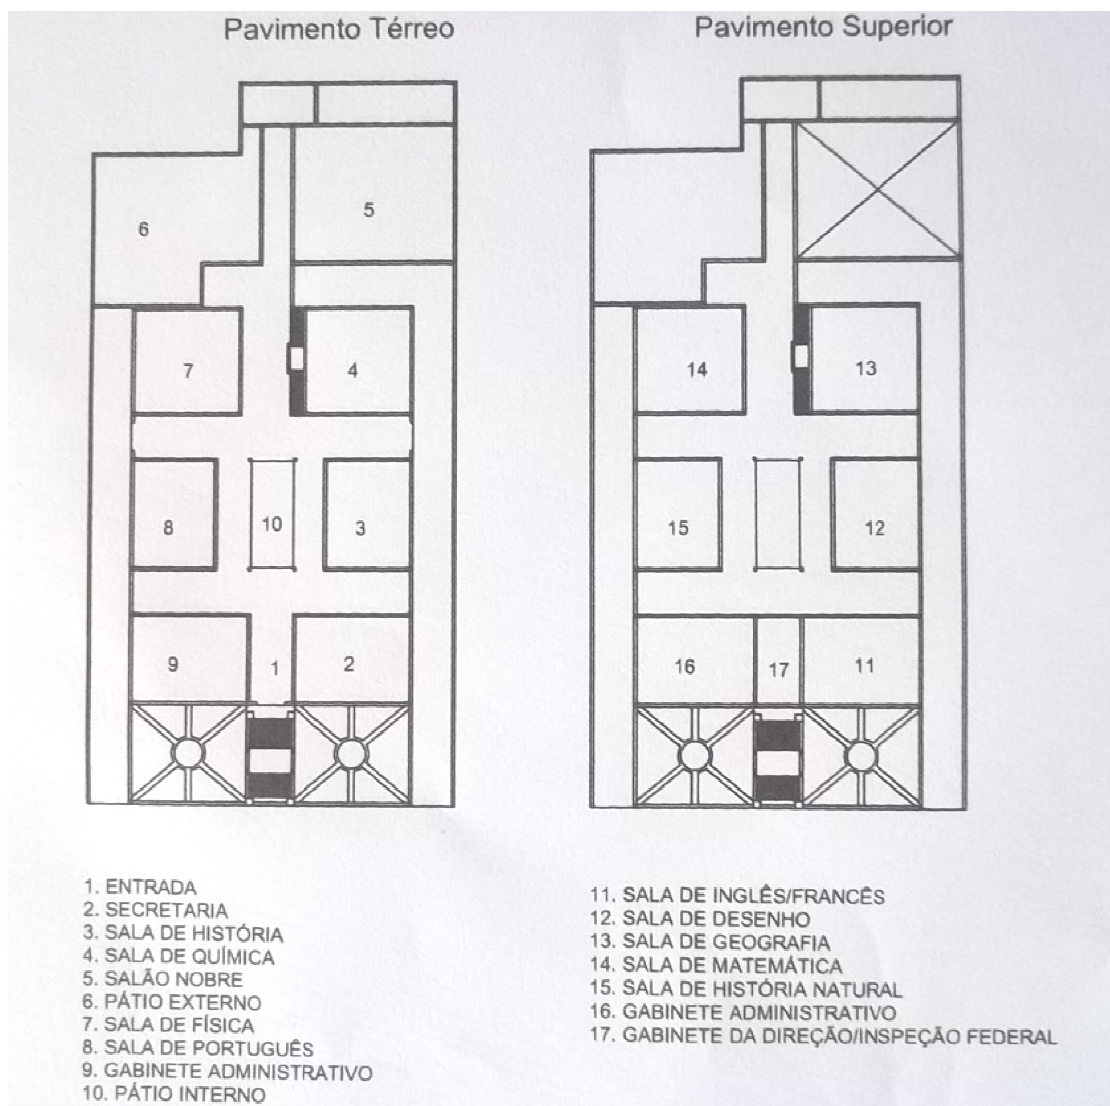 Pavimento Térreo
Pavimento Superior
5
6
7
4
14
13
8
10
3
15
12
9
1
2
16
17
11
1. ENTRADA
2. SECRETARIA
3. SALA DE HISTÓRIA
4. SALA DE QUÍMICA
5. SALÃO NOBRE
6. PÁTIO EXTERNO
7. SALA DE FÍSICA
8. SALA DE PORTUGUÊS
9. GABINETE ADMINISTRATIVO
10. PÁTIO INTERNO
11. SALA DE INGLÊS/FRANCÊS
12. SALA DE DESENHO
13. SALA DE GEOGRAFIA
14. SALA DE MATEMÁTICA
15. SALA DE HISTÓRIA NATURAL
16. GABINETE ADMINISTRATIVO
17. GABINETE DA DIREÇÃO/INSPEÇÃO FEDERAL